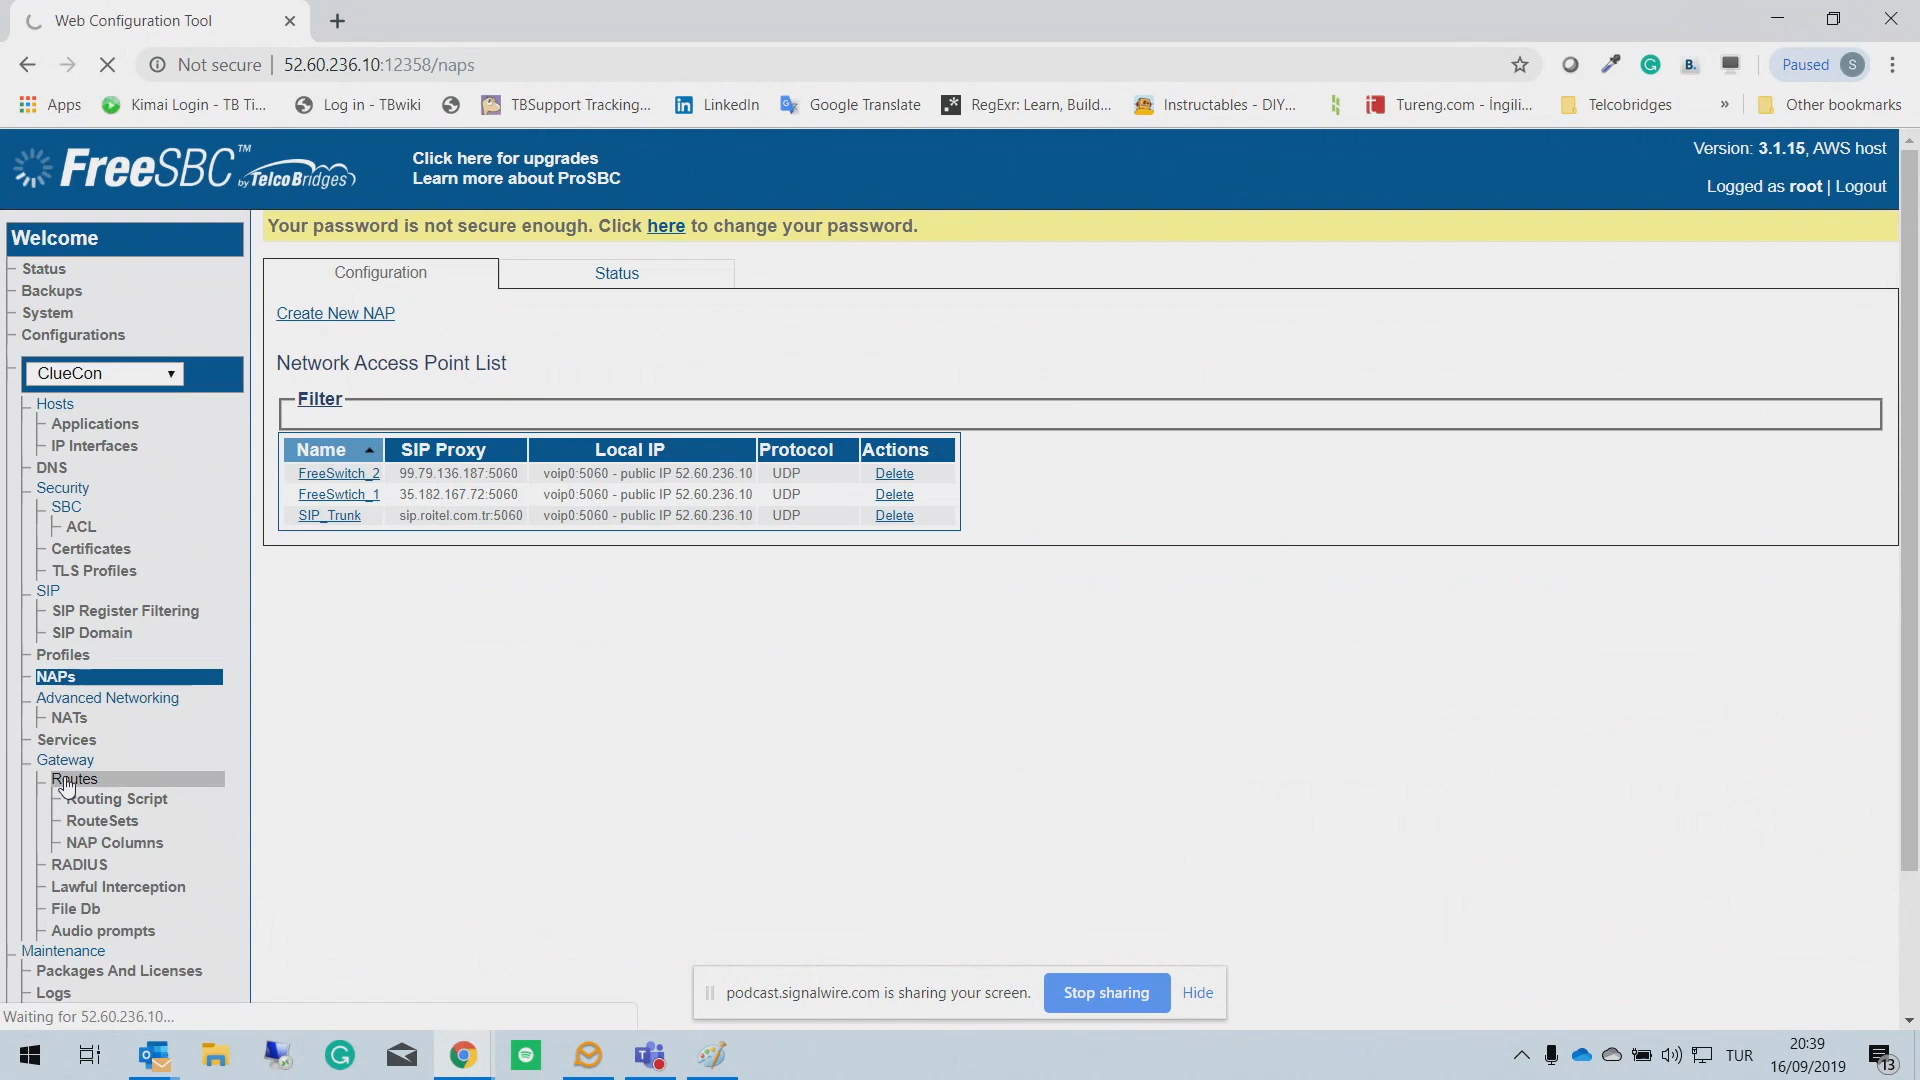 Web Configuration Tool
Not secure | 52.60.236.10:12358/naps
Paused S
Apps Kimai Login - TB Ti... Log in - TBwiki TBSupport Tracking... LinkedIn Google Translate RegExr: Learn, Build... Instructables - DIY... Tureng.com - İngili... Telcobridges » Other bookmarks
FreeSBC™ by TelcoBridges
Click here for upgrades
Learn more about ProSBC
Version: 3.1.15, AWS host
Logged as root | Logout
Your password is not secure enough. Click here to change your password.
Welcome
Status
Backups
System
Configurations
ClueCon
Hosts
Applications
IP Interfaces
DNS
Security
SBC
ACL
Certificates
TLS Profiles
SIP
SIP Register Filtering
SIP Domain
Profiles
NAPs
Advanced Networking
NATs
Services
Gateway
Routes
Routing Script
RouteSets
NAP Columns
RADIUS
Lawful Interception
File Db
Audio prompts
Maintenance
Packages And Licenses
Logs
Configuration Status
Create New NAP
Network Access Point List
Filter
Name SIP Proxy Local IP Protocol Actions
FreeSwitch_2 99.79.136.187:5060 voip0:5060 - public IP 52.60.236.10 UDP Delete
FreeSwtich_1 35.182.167.72:5060 voip0:5060 - public IP 52.60.236.10 UDP Delete
SIP_Trunk sip.roitel.com.tr:5060 voip0:5060 - public IP 52.60.236.10 UDP Delete
podcast.signalwire.com is sharing your screen. Stop sharing Hide
Waiting for 52.60.236.10...
TUR
20:39
16/09/2019
13